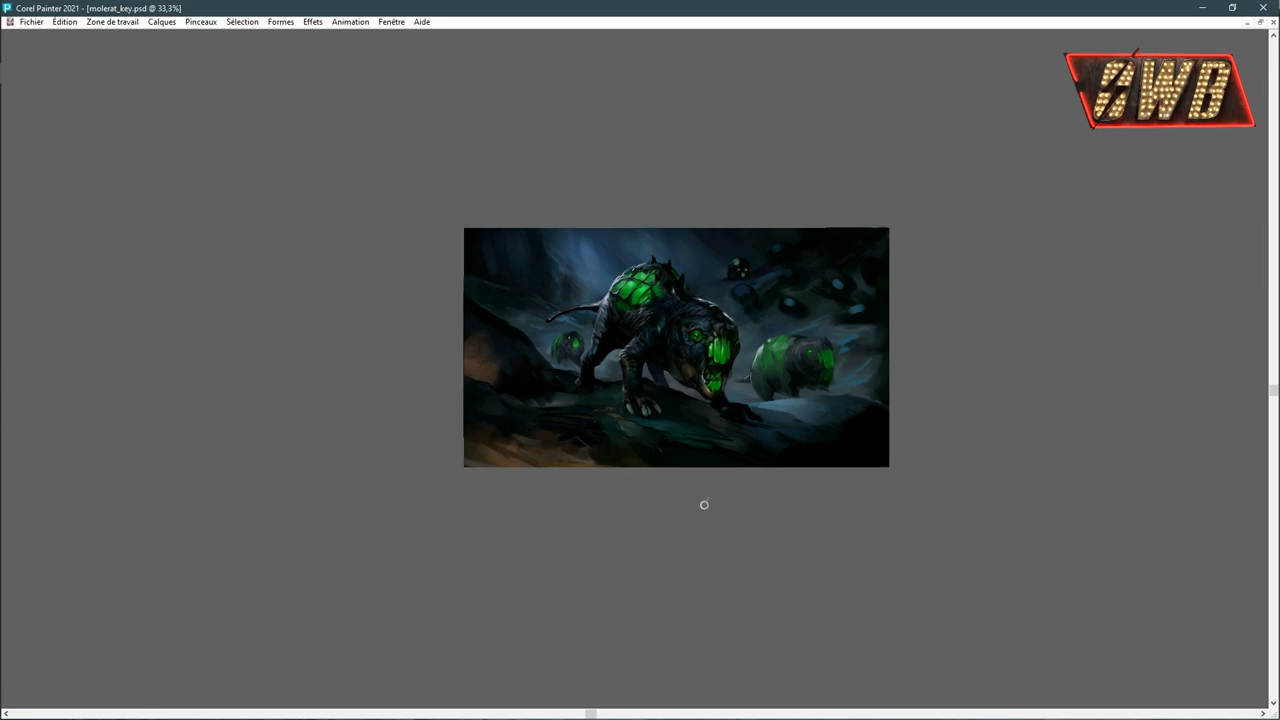 Corel Painter 2021 - [molerat_key.psd @ 33,3%]
Fichier Édition Zone de travail Calques Pinceaux Sélection Formes Effets Animation Fenêtre Aide
SWB